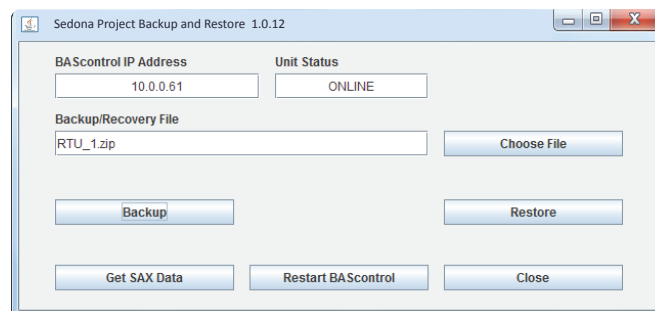 Sedona Project Backup and Restore 1.0.12
BAScontrol IP Address Unit Status
10.0.0.61 ONLINE
Backup/Recovery File
RTU_1.zip Choose File
Backup Restore
Get SAX Data Restart BAScontrol Close